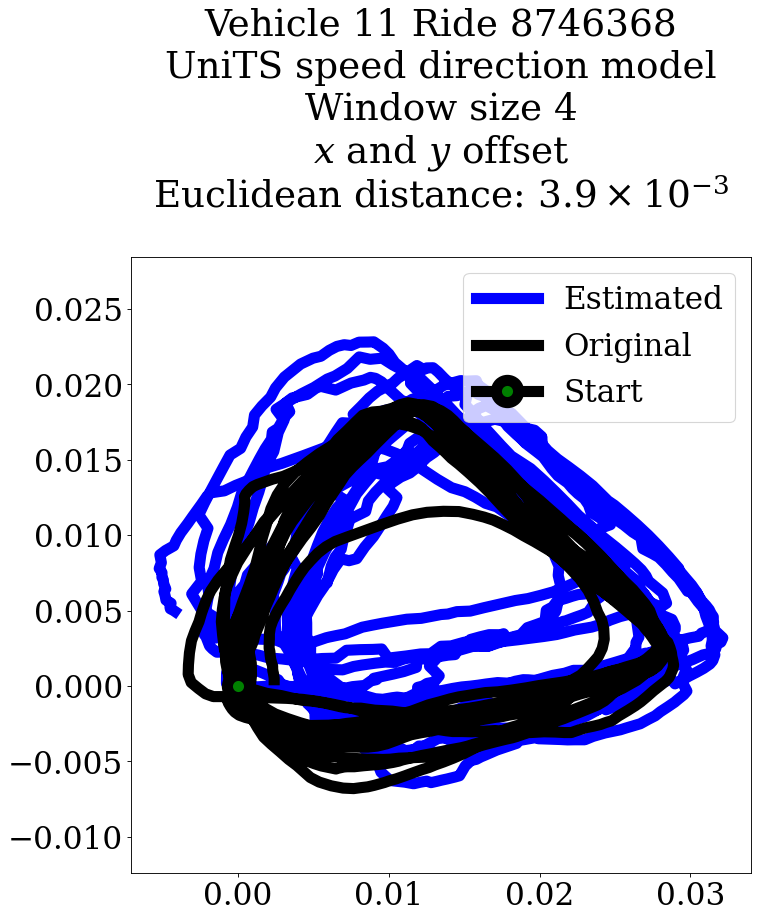 Vehicle 11 Ride 8746368
UniTS speed direction model
Window size 4
x and y offset
Euclidean distance: 3.9 × 10⁻³
Estimated
Original
Start
0.025
0.020
0.015
0.010
0.005
0.000
−0.005
−0.010
0.00 0.01 0.02 0.03